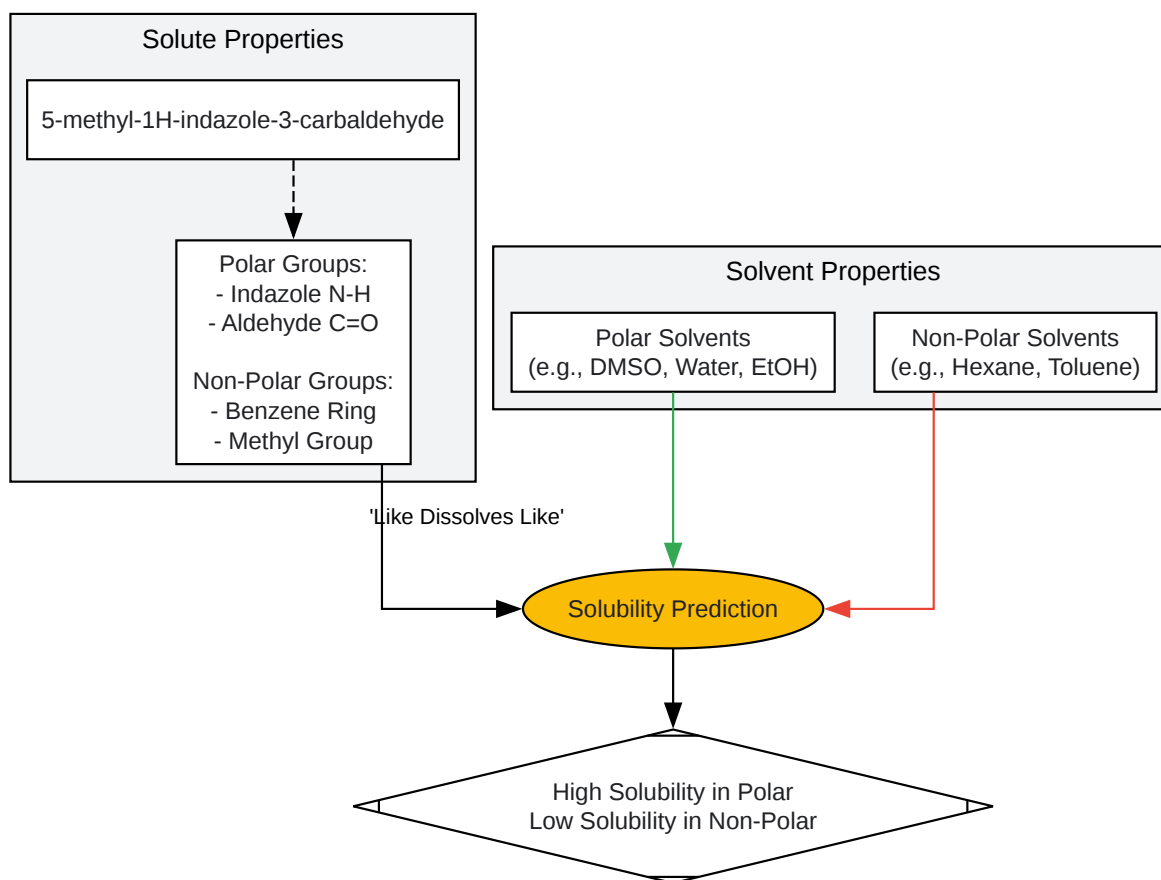 Solute Properties
5-methyl-1H-indazole-3-carbaldehyde
Polar Groups:
- Indazole N-H
- Aldehyde C=O
Non-Polar Groups:
- Benzene Ring
- Methyl Group
Solvent Properties
Polar Solvents
(e.g., DMSO, Water, EtOH)
Non-Polar Solvents
(e.g., Hexane, Toluene)
'Like Dissolves Like'
Solubility Prediction
High Solubility in Polar
Low Solubility in Non-Polar